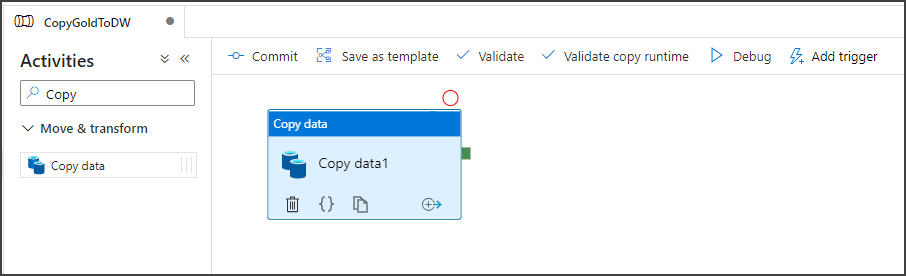 CopyGoldToDW
Activities
Commit
Save as template
Validate
Validate copy runtime
Debug
Add trigger
Copy
Move & transform
Copy data
Copy data
Copy data1
{}